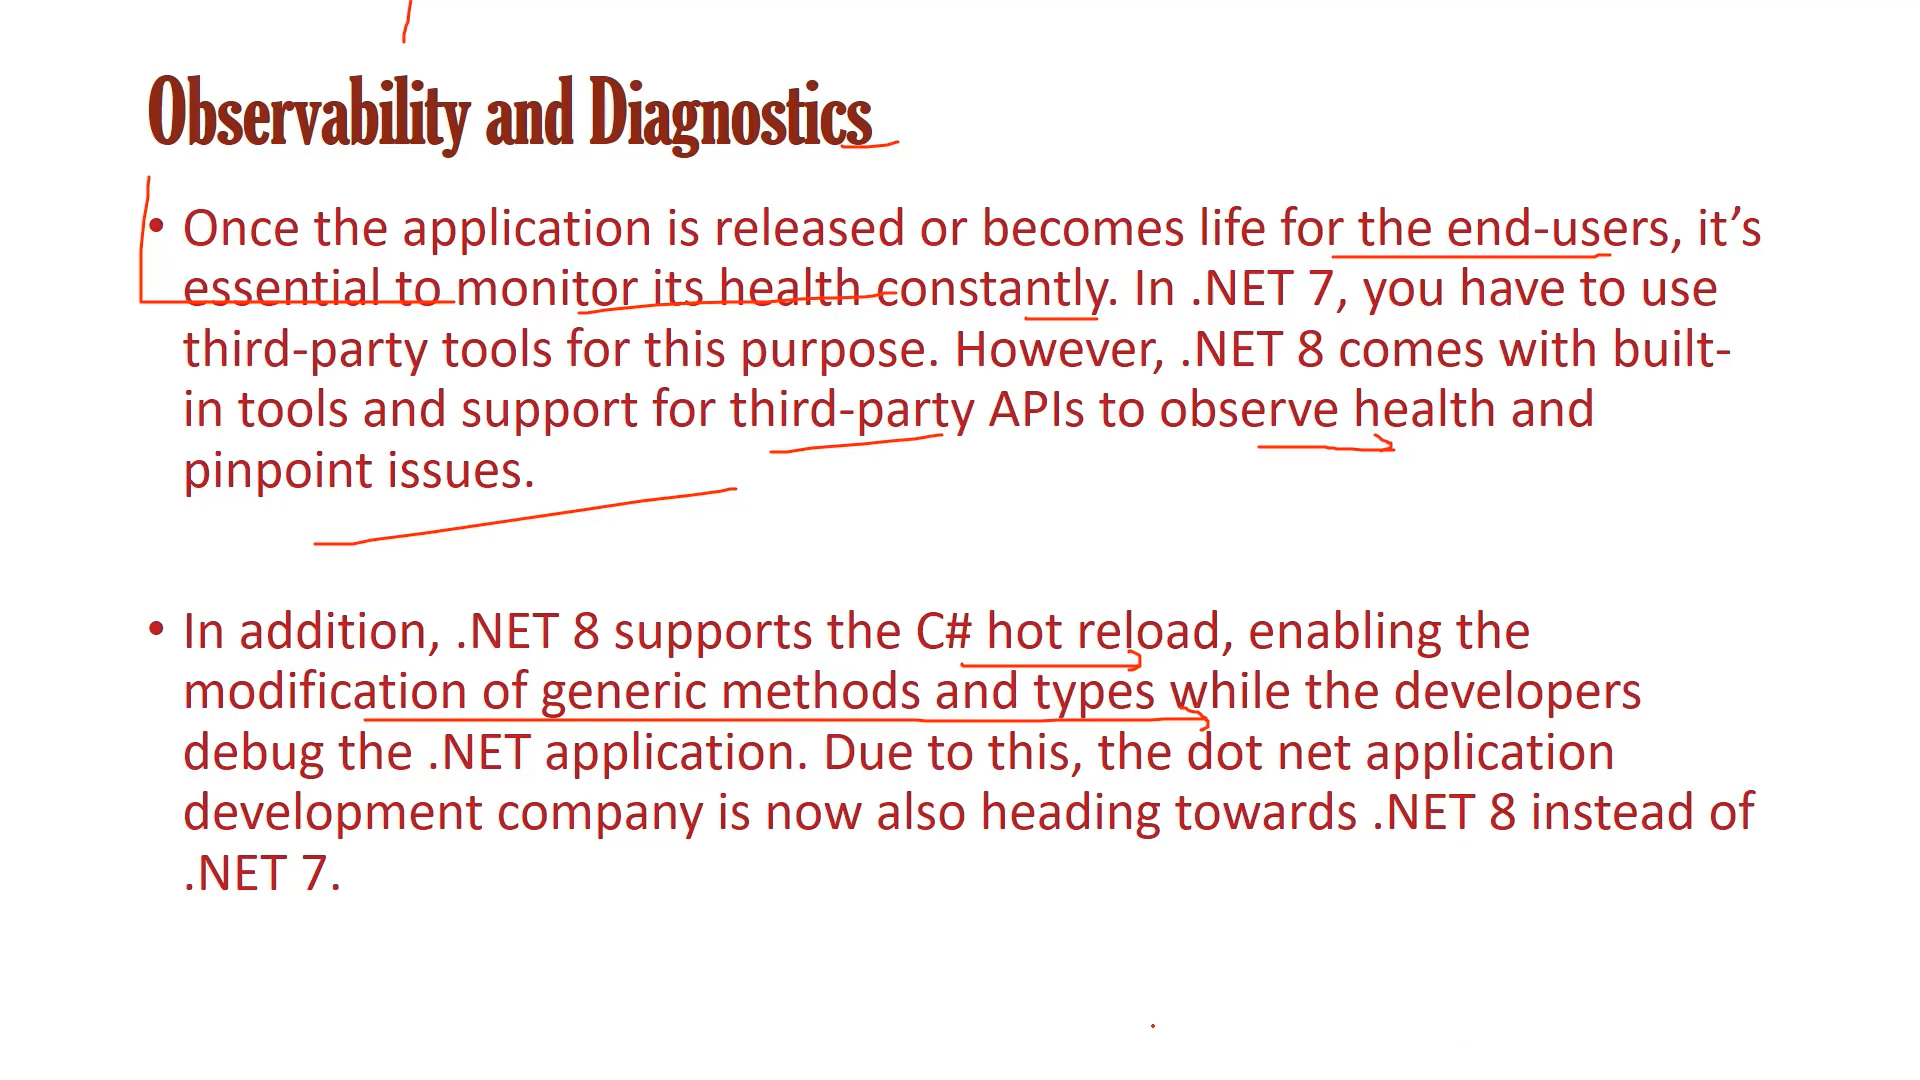 Observability and Diagnostics
• Once the application is released or becomes life for the end-users, it’s
essential to monitor its health constantly. In .NET 7, you have to use
third-party tools for this purpose. However, .NET 8 comes with built-
in tools and support for third-party APIs to observe health and
pinpoint issues.
• In addition, .NET 8 supports the C# hot reload, enabling the
modification of generic methods and types while the developers
debug the .NET application. Due to this, the dot net application
development company is now also heading towards .NET 8 instead of
.NET 7.